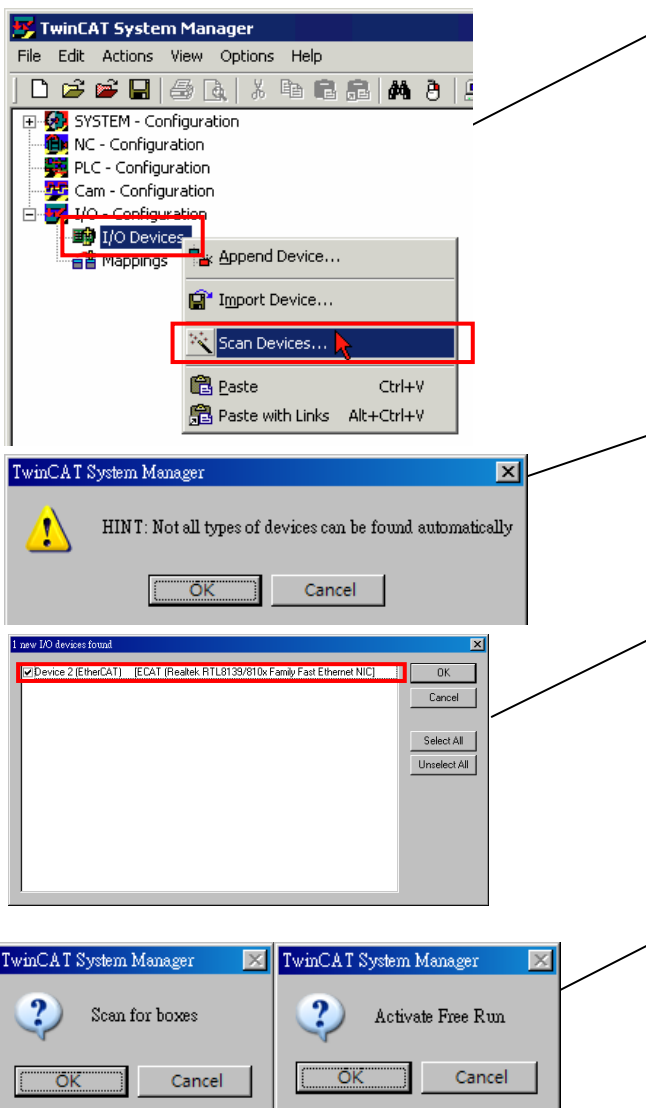 TwinCAT System Manager
File Edit Actions View Options Help
SYSTEM - Configuration
NC - Configuration
PLC - Configuration
Cam - Configuration
I/O - Configuration
I/O Devices
Mappings
Append Device...
Import Device...
Scan Devices...
Paste Ctrl+V
Paste with Links Alt+Ctrl+V
TwinCAT System Manager
HINT: Not all types of devices can be found automatically
OK Cancel
1 new I/O devices found
Device 2 (EtherCAT) [ECAT (Realtek RTL8139/810x Family Fast Ethernet NIC]
OK
Cancel
Select All
Unselect All
TwinCAT System Manager
Scan for boxes
OK Cancel
TwinCAT System Manager
Activate Free Run
OK Cancel